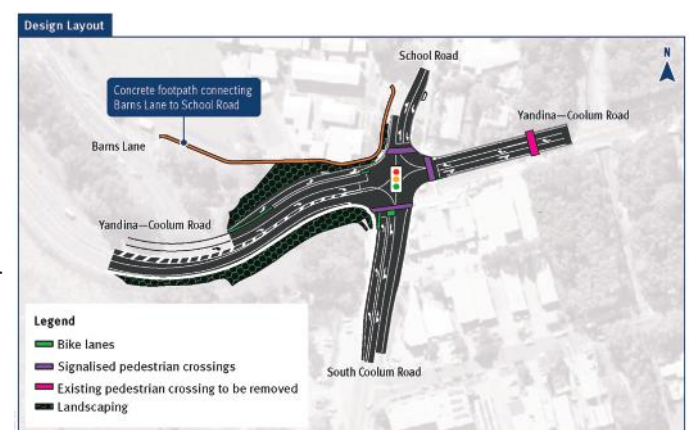 Design Layout
School Road
N
Concrete footpath connecting
Barns Lane to School Road
Yandina—Coolum Road
Barns Lane
Yandina—Coolum Road
Legend
Bike lanes
Signalised pedestrian crossings
Existing pedestrian crossing to be removed
Landscaping
South Coolum Road